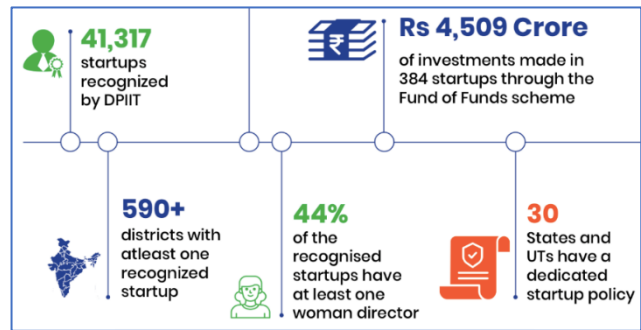 41,317
startups
recognized
by DPIIT
Rs 4,509 Crore
of investments made in
384 startups through the
Fund of Funds scheme
590+
districts with
atleast one
recognized
startup
44%
of the
recognised
startups have
at least one
woman director
30
States and
UTs have a
dedicated
startup policy